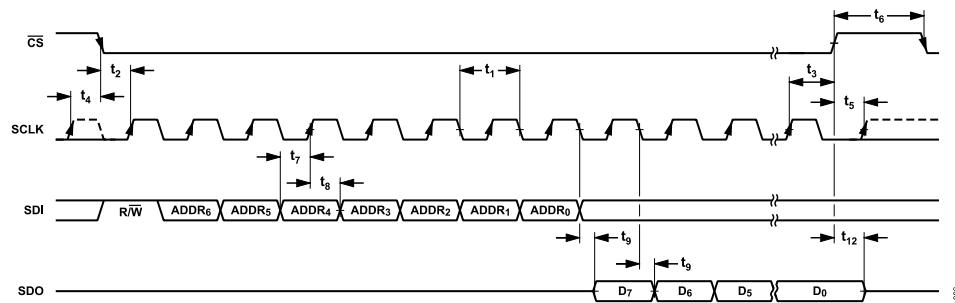 t6
CS
t2
t1
t3
t4
t5
SCLK
t7
t8
SDI
R/W
ADDR6
ADDR5
ADDR4
ADDR3
ADDR2
ADDR1
ADDR0
t9
t12
t9
SDO
D7
D6
D5
D0